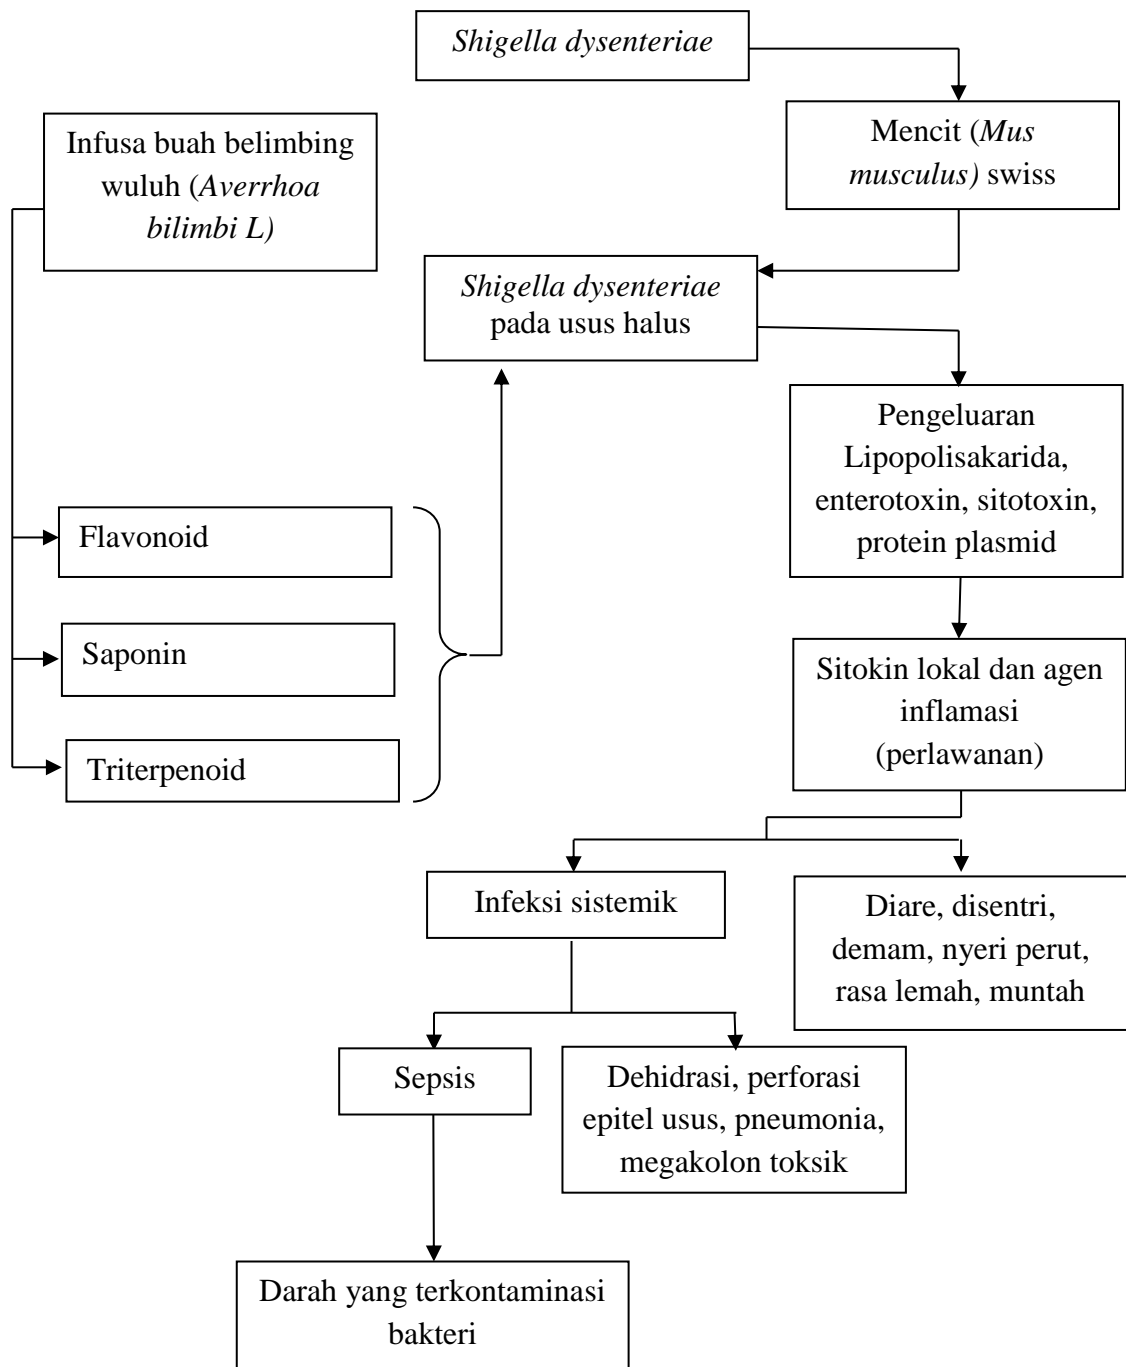 Shigella dysenteriae
Mencit (Mus
musculus) swiss
Infusa buah belimbing
wuluh (Averrhoa
bilimbi L)
Shigella dysenteriae
pada usus halus
Pengeluaran
Lipopolisakarida,
enterotoxin, sitotoxin,
protein plasmid
Flavonoid
Saponin
Triterpenoid
Sitokin lokal dan agen
inflamasi
(perlawanan)
Infeksi sistemik
Diare, disentri,
demam, nyeri perut,
rasa lemah, muntah
Sepsis
Dehidrasi, perforasi
epitel usus, pneumonia,
megakolon toksik
Darah yang terkontaminasi
bakteri